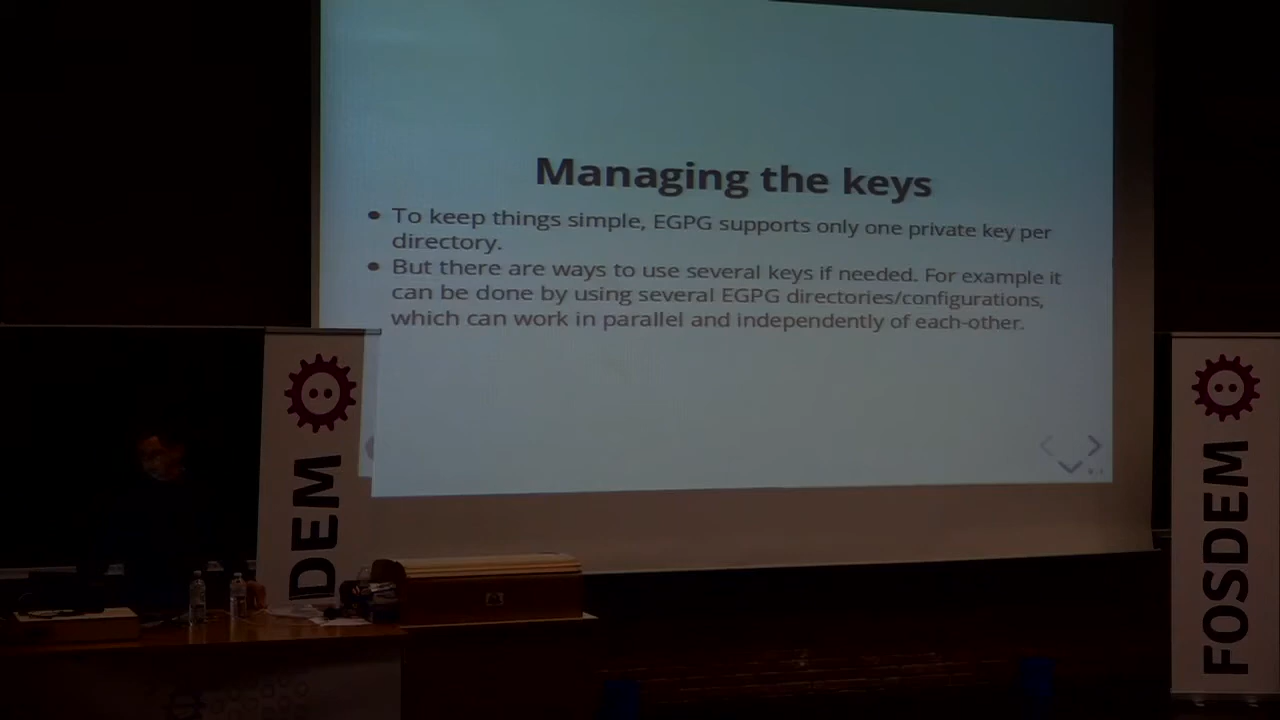 Managing the keys
To keep things simple, EGPG supports only one private key per
directory.
But there are ways to use several keys if needed. For example it
can be done by using several EGPG directories/configurations,
which can work in parallel and independently of each-other.
DEM
FOSDEM